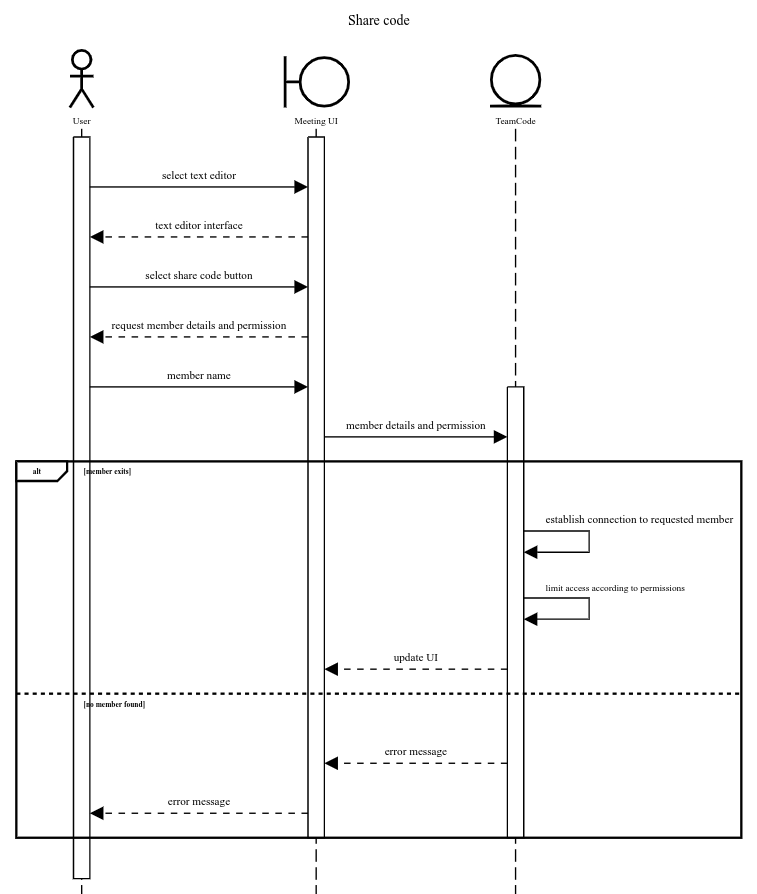 Share code
User
Meeting UI
TeamCode
select text editor
text editor interface
select share code button
request member details and permission
member name
member details and permission
alt
[member exits]
establish connection to requested member
limit access according to permissions
update UI
[no member found]
error message
error message